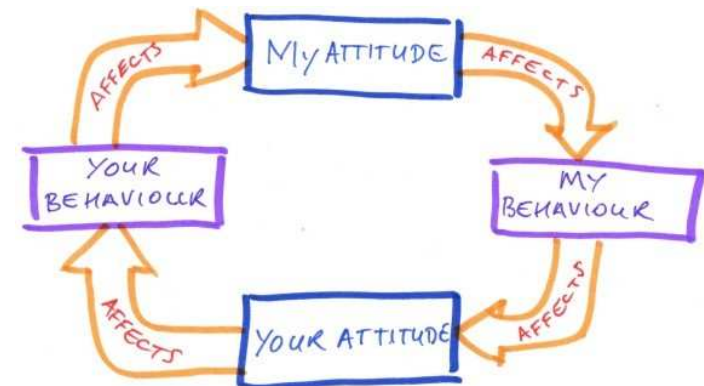 My ATTITUDE
AFFECTS
MY
BEHAVIOUR
AFFECTS
YOUR ATTITUDE
AFFECTS
YOUR
BEHAVIOUR
AFFECTS